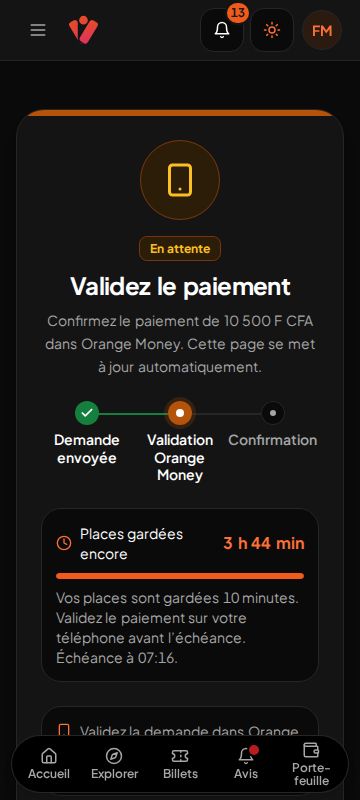 13
FM
En attente
Validez le paiement
Confirmez le paiement de 10 500 F CFA
dans Orange Money. Cette page se met
à jour automatiquement.
Demande
envoyée
Validation
Orange
Money
Confirmation
Places gardées
encore
3 h 44 min
Vos places sont gardées 10 minutes.
Validez le paiement sur votre
téléphone avant l'échéance.
Échéance à 07:16.
Validez la demande dans Orange
Accueil
Explorer
Billets
Avis
Porte-
feuille